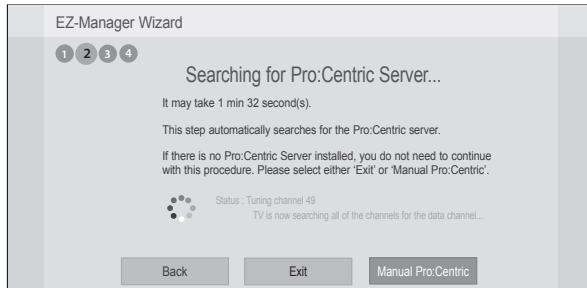 EZ-Manager Wizard
1 2 3 4
Searching for Pro:Centric Server...
It may take 1 min 32 second(s).
This step automatically searches for the Pro:Centric server.
If there is no Pro:Centric Server installed, you do not need to continue
with this procedure. Please select either ‘Exit’ or ‘Manual Pro:Centric’.
Status : Tuning channel 49
TV is now searching all of the channels for the data channel...
Back Exit Manual Pro:Centric